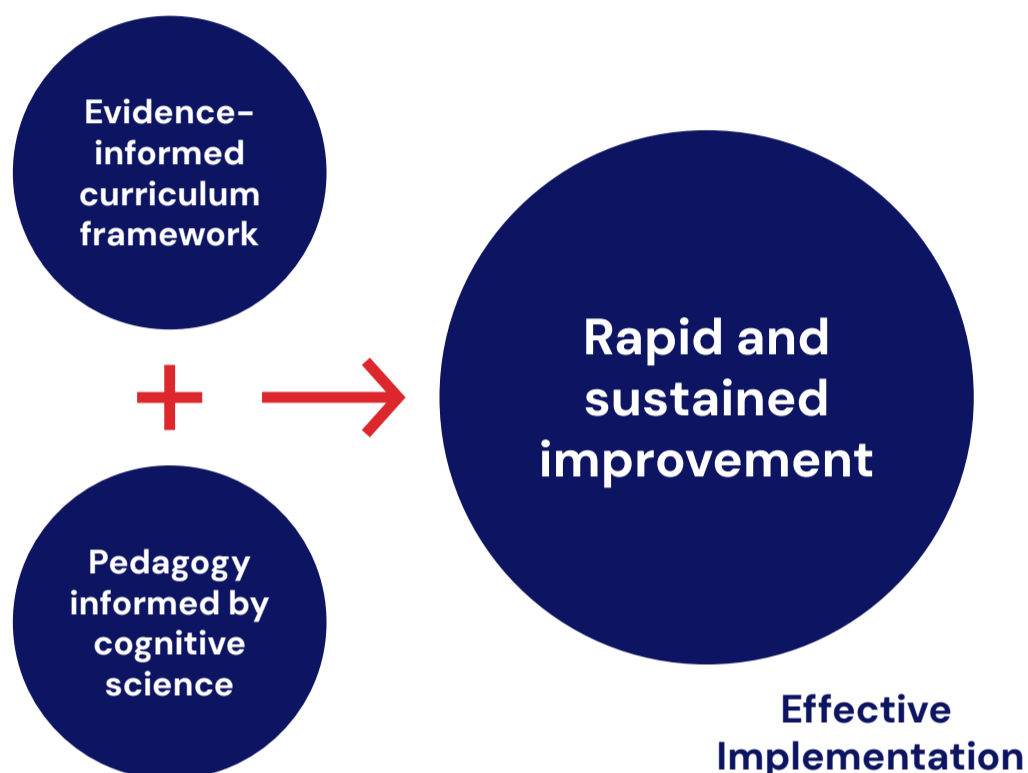 Evidence-
informed
curriculum
framework
+
Pedagogy
informed by
cognitive
science
Rapid and
sustained
improvement
Effective
Implementation